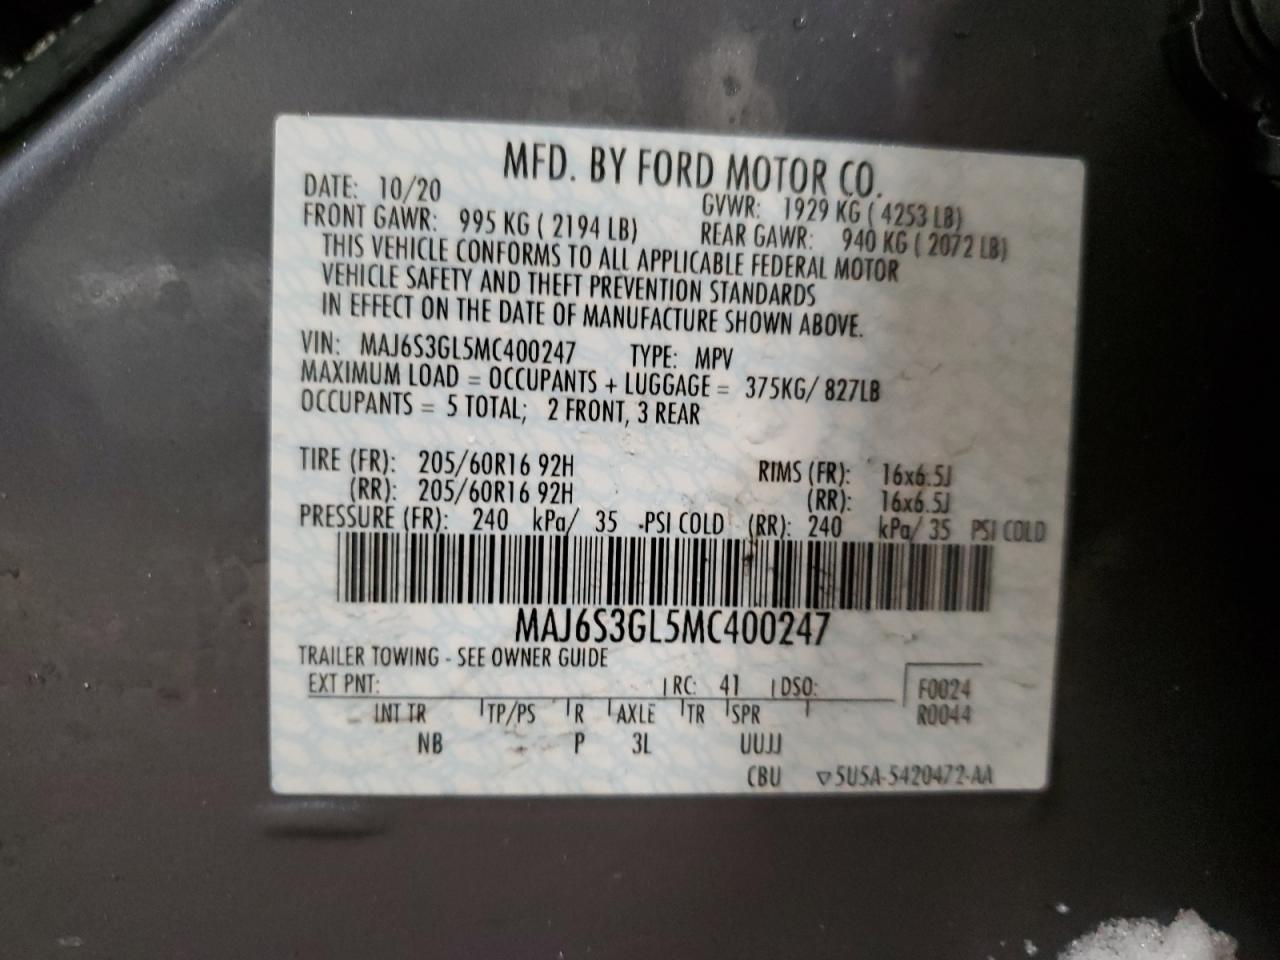 MFD. BY FORD MOTOR CO.
DATE: 10/20 GVWR: 1929 KG ( 4253 LB)
FRONT GAWR: 995 KG ( 2194 LB) REAR GAWR: 940 KG ( 2072 LB)
THIS VEHICLE CONFORMS TO ALL APPLICABLE FEDERAL MOTOR
VEHICLE SAFETY AND THEFT PREVENTION STANDARDS
IN EFFECT ON THE DATE OF MANUFACTURE SHOWN ABOVE.
VIN: MAJ6S3GL5MC400247 TYPE: MPV
MAXIMUM LOAD = OCCUPANTS + LUGGAGE = 375KG/ 827LB
OCCUPANTS = 5 TOTAL; 2 FRONT, 3 REAR
TIRE (FR): 205/60R16 92H RIMS (FR): 16x6.5J
(RR): 205/60R16 92H (RR): 16x6.5J
PRESSURE (FR): 240 kPa/ 35 PSI COLD (RR): 240 kPa/ 35 PSI COLD
MAJ6S3GL5MC400247
TRAILER TOWING - SEE OWNER GUIDE
EXT PNT: RC: 41 DSO: F0024
INT TR TP/PS R AXLE TR SPR R0044
NB P 3L UUJJ
CBU ▽5U5A-5420472-AA